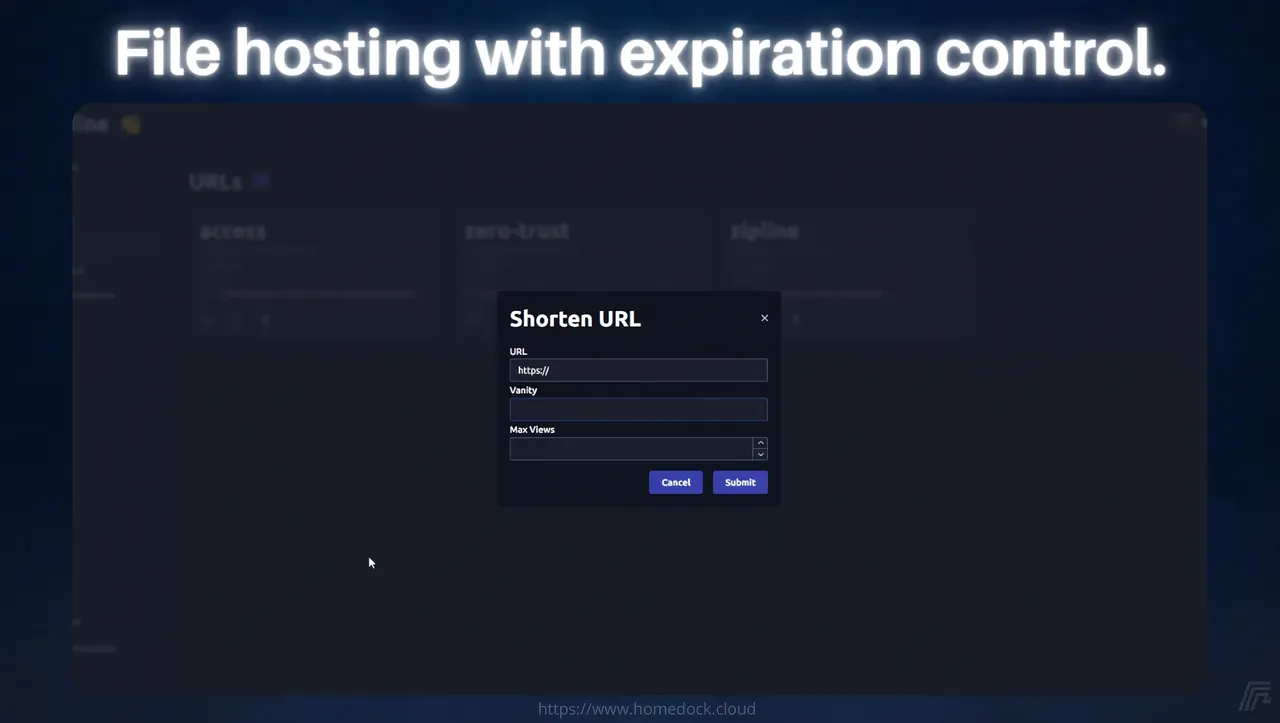 File hosting with expiration control.
line
URLs
access
zero-trust
zipline
Shorten URL
URL
https://
Vanity
Max Views
Cancel
Submit
https://www.homedock.cloud